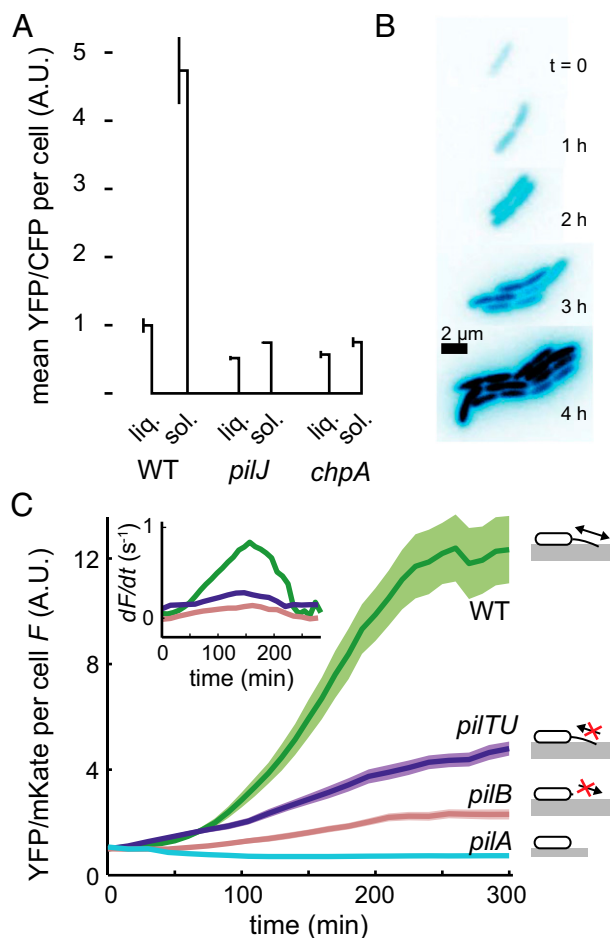 A
mean YFP/CFP per cell (A.U.)
5
4
3
2
1
liq.
sol.
liq.
sol.
liq.
sol.
WT
pilJ
chpA
B
t = 0
1 h
2 h
3 h
2 μm
4 h
C
YFP/mKate per cell F (A.U.)
12
8
4
0
0
100
200
300
time (min)
dF/dt (s⁻¹)
1
0
0
100
200
time (min)
WT
pilTU
pilB
pilA